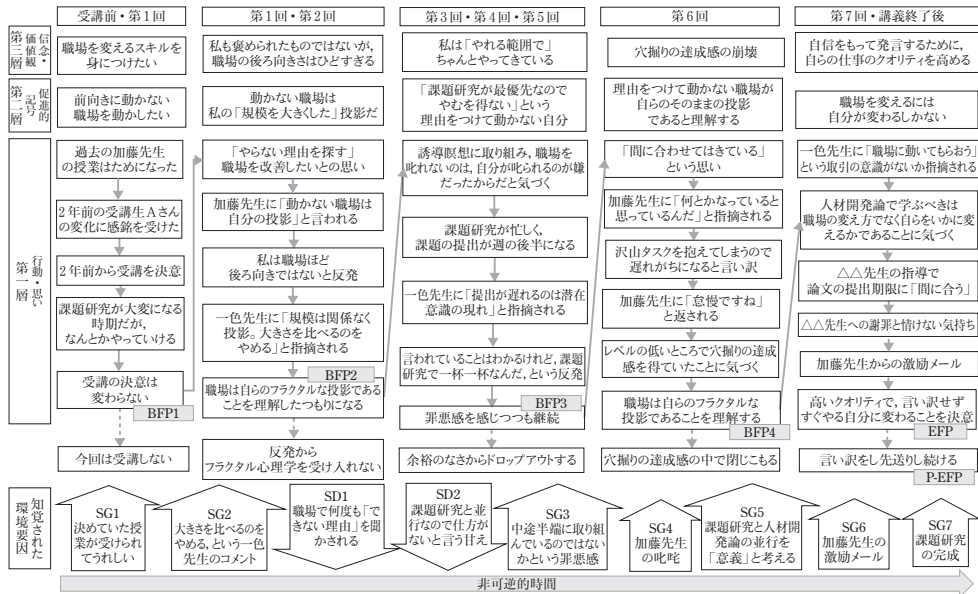 受講前・第1回
第1回・第2回
第3回・第4回・第5回
第6回
第7回・講義終了後
第三層
信念・
価値観
職場を変えるスキルを
身につけたい
私も褒められたものではないが,
職場の後ろ向きさはひどすぎる
私は「やれる範囲で」
ちゃんとやってきている
穴掘りの達成感の崩壊
自信をもって発言するために,
自らの仕事のクオリティを高める
第二層
促進的
記号
前向きに動かない
職場を動かしたい
動かない職場は
私の「規模を大きくした」投影だ
「課題研究が最優先なので
やむを得ない」という
理由をつけて動かない自分
理由をつけて動かない職場が
自らのそのままの投影
であると理解する
職場を変えるには
自分が変わるしかない
第一層
行動・思い
過去の加藤先生
の授業はためになった
2年前の受講生Aさん
の変化に感銘を受けた
2年前から受講を決意
課題研究が大変になる
時期だが,
なんとかやっていける
受講の決意は
変わらない
BFP1
今回は受講しない
「やらない理由を探す」
職場を改善したいとの思い
加藤先生に「動かない職場は
自分の投影」と言われる
私は職場ほど
後ろ向きではないと反発
一色先生に「規模は関係なく
投影。大きさを比べるのを
やめる」と指摘される
BFP2
職場は自らのフラクタルな投影である
ことを理解したつもりになる
反発から
フラクタル心理学を受け入れない
誘導瞑想に取り組み, 職場を
叱れないのは, 自分が叱られるのが嫌
だったからだと気づく
課題研究が忙しく,
課題の提出が週の後半になる
一色先生に「提出が遅れるのは潜在
意識の現れ」と指摘される
言われていることはわかるけれど, 課題
研究で一杯一杯なんだ, という反発
BFP3
罪悪感を感じつつも継続
余裕のなさからドロップアウトする
「間に合わせてはきている」
という思い
加藤先生に「何とかなっていると
思っているんだ」と指摘される
沢山タスクを抱えてしまうので
遅れがちになると言い訳
加藤先生に「怠慢ですね」
と返される
レベルの低いところで穴掘りの達成
感を得ていたことに気づく
職場は自らのフラクタルな
投影であることを理解する
BFP4
穴掘りの達成感の中で閉じこもる
一色先生に「職場に動いてもらおう」
という取引の意識がないか指摘される
人材開発論で学ぶべきは
職場の変え方でなく自らをいかに変
えるかであることに気づく
△△先生の指導で
論文の提出期限に「間に合う」
△△先生への謝罪と情けない気持ち
加藤先生からの激励メール
高いクオリティで, 言い訳せず
すぐやる自分に変わることを決意
EFP
言い訳をし先送りし続ける
P-EFP
知覚された
環境要因
SG1
決めていた授
業が受けられ
てうれしい
SG2
大きさを比べるのを
やめる, という一色
先生のコメント
SD1
職場で何度も「で
きない理由」を聞
かされる
SD2
課題研究と並
行なので仕方が
ないと言う甘え
SG3
中途半端に取り組
んでいるのではない
かという罪悪感
SG4
加藤先生
の叱咤
SG5
課題研究と人材開
発論の並行を
「意義」と考える
SG6
加藤先生の
激励メール
SG7
課題研究
の完成
非可逆的時間